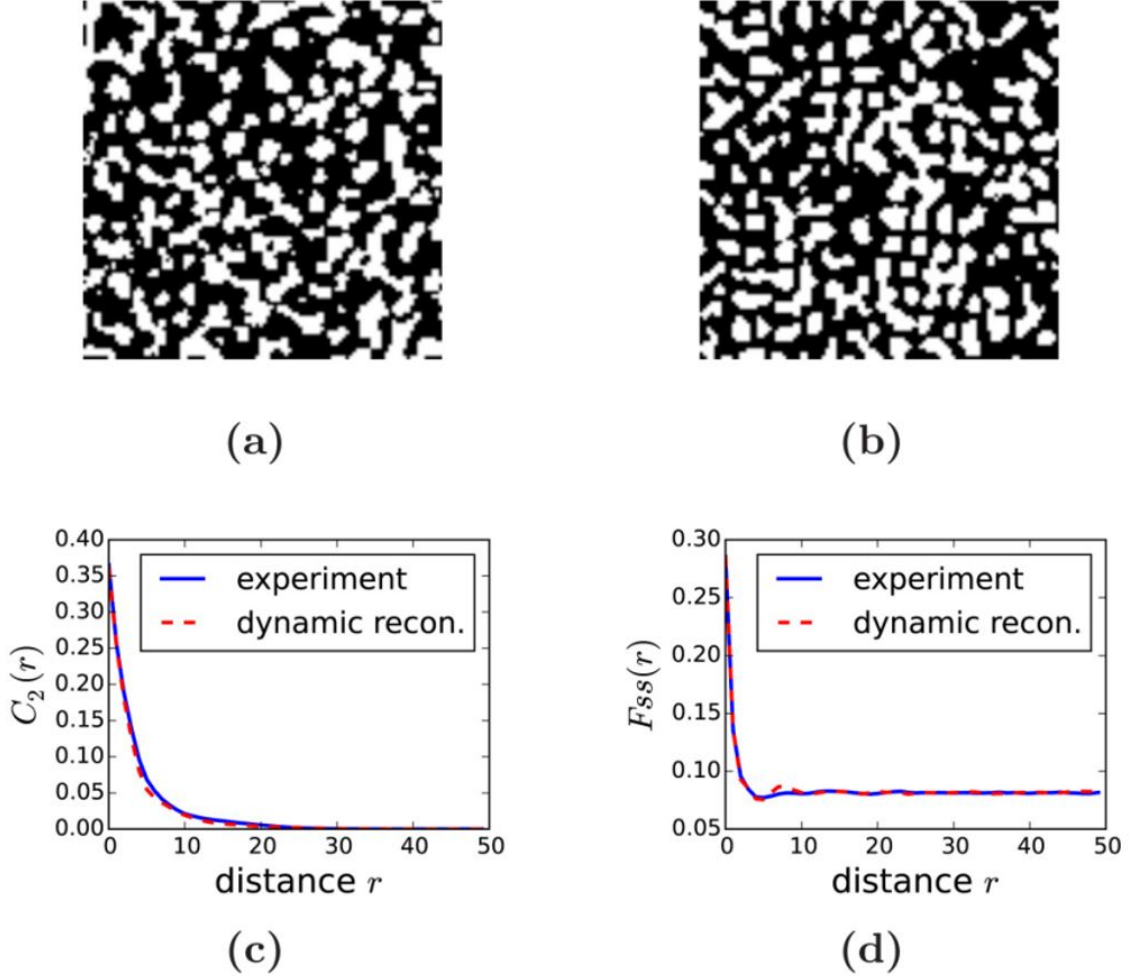 (a)
(b)
0.40
0.35
0.30
0.25
0.20
0.15
0.10
0.05
0.00
C₂(r)
experiment
dynamic recon.
0 10 20 30 40 50
distance r
(c)
0.30
0.25
0.20
0.15
0.10
0.05
Fss(r)
experiment
dynamic recon.
0 10 20 30 40 50
distance r
(d)